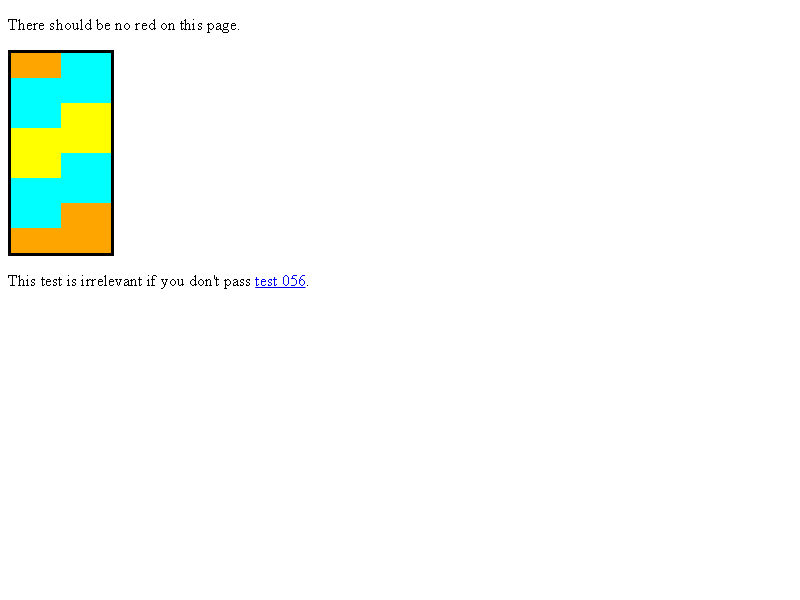 There should be no red on this page.
This test is irrelevant if you don't pass test 056.